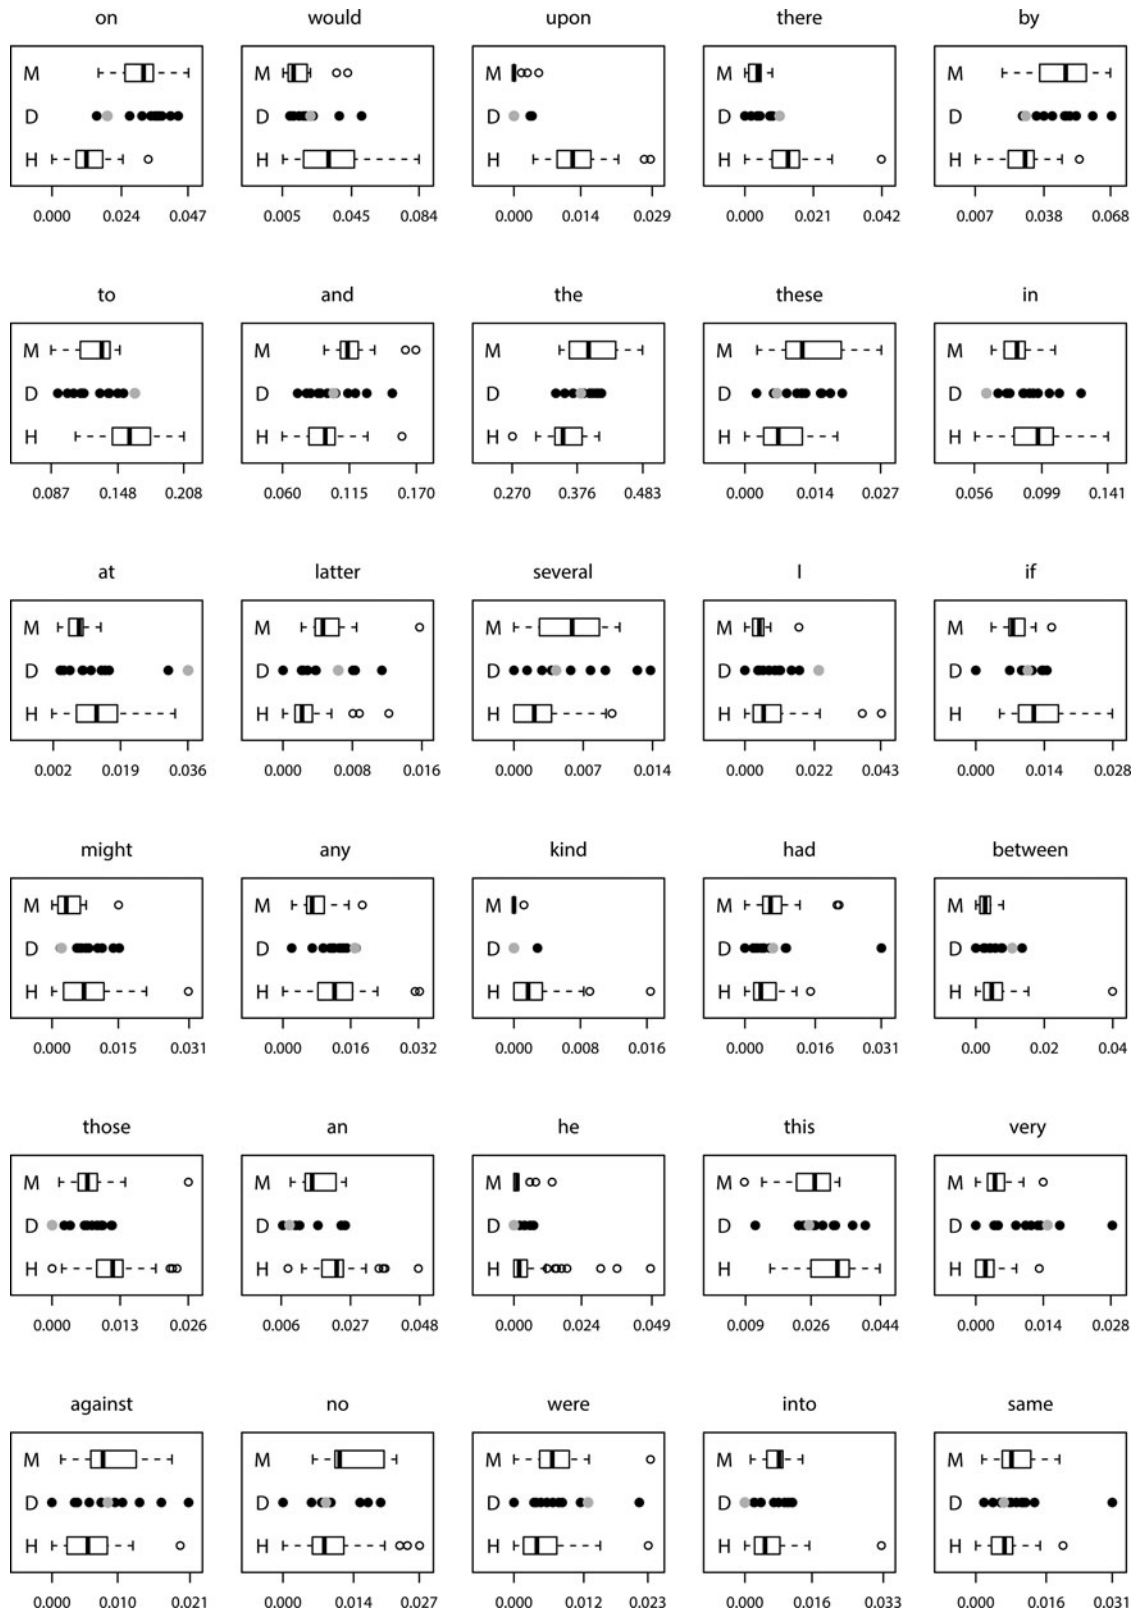 on would upon there by
M M M M M
D D D D D
H H H H H
0.000 0.024 0.047 0.005 0.045 0.084 0.000 0.014 0.029 0.000 0.021 0.042 0.007 0.038 0.068
to and the these in
M M M M M
D D D D D
H H H H H
0.087 0.148 0.208 0.060 0.115 0.170 0.270 0.376 0.483 0.000 0.014 0.027 0.056 0.099 0.141
at latter several I if
M M M M M
D D D D D
H H H H H
0.002 0.019 0.036 0.000 0.008 0.016 0.000 0.007 0.014 0.000 0.022 0.043 0.000 0.014 0.028
might any kind had between
M M M M M
D D D D D
H H H H H
0.000 0.015 0.031 0.000 0.016 0.032 0.000 0.008 0.016 0.000 0.016 0.031 0.00 0.02 0.04
those an he this very
M M M M M
D D D D D
H H H H H
0.000 0.013 0.026 0.006 0.027 0.048 0.000 0.024 0.049 0.009 0.026 0.044 0.000 0.014 0.028
against no were into same
M M M M M
D D D D D
H H H H H
0.000 0.010 0.021 0.000 0.014 0.027 0.000 0.012 0.023 0.000 0.016 0.033 0.000 0.016 0.031